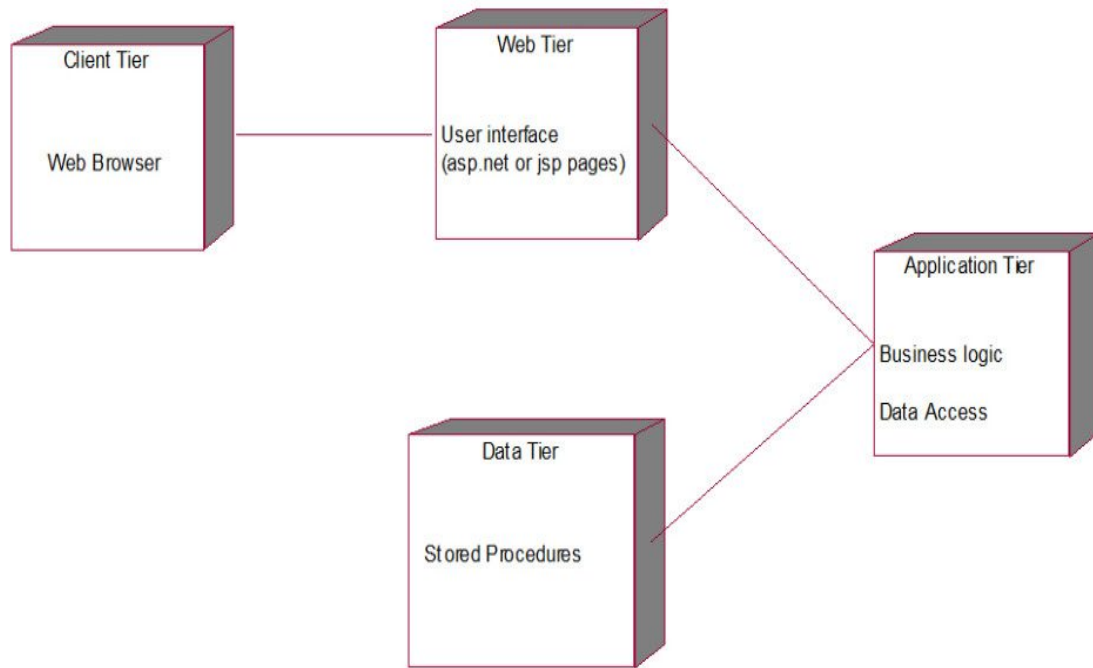 Client Tier
Web Browser
Web Tier
User interface
(asp.net or jsp pages)
Application Tier
Business logic
Data Access
Data Tier
Stored Procedures